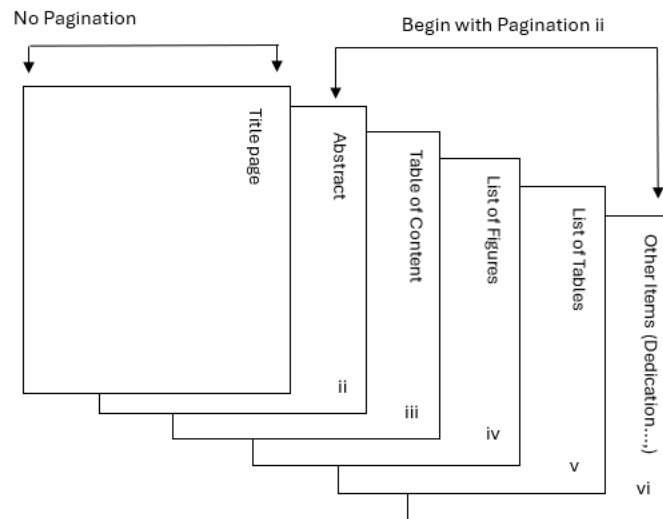 No Pagination
Begin with Pagination ii
Title page
Abstract
ii
Table of Content
iii
List of Figures
iv
List of Tables
v
Other Items (Dedication...,)
vi